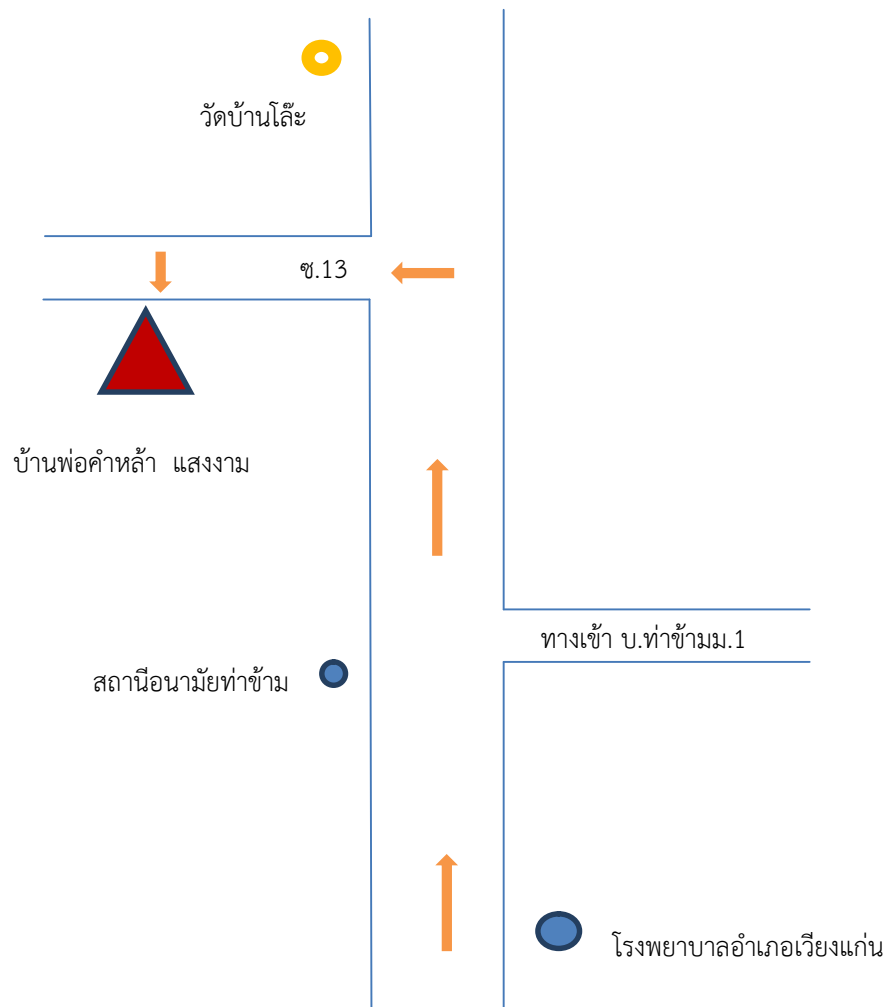 วัดบ้านโล๊ะ
ซ.13
บ้านพ่อคำหล้า แสงงาม
ทางเข้า บ.ท่าข้ามม.1
สถานีอนามัยท่าข้าม
โรงพยาบาลอำเภอเวียงแก่น